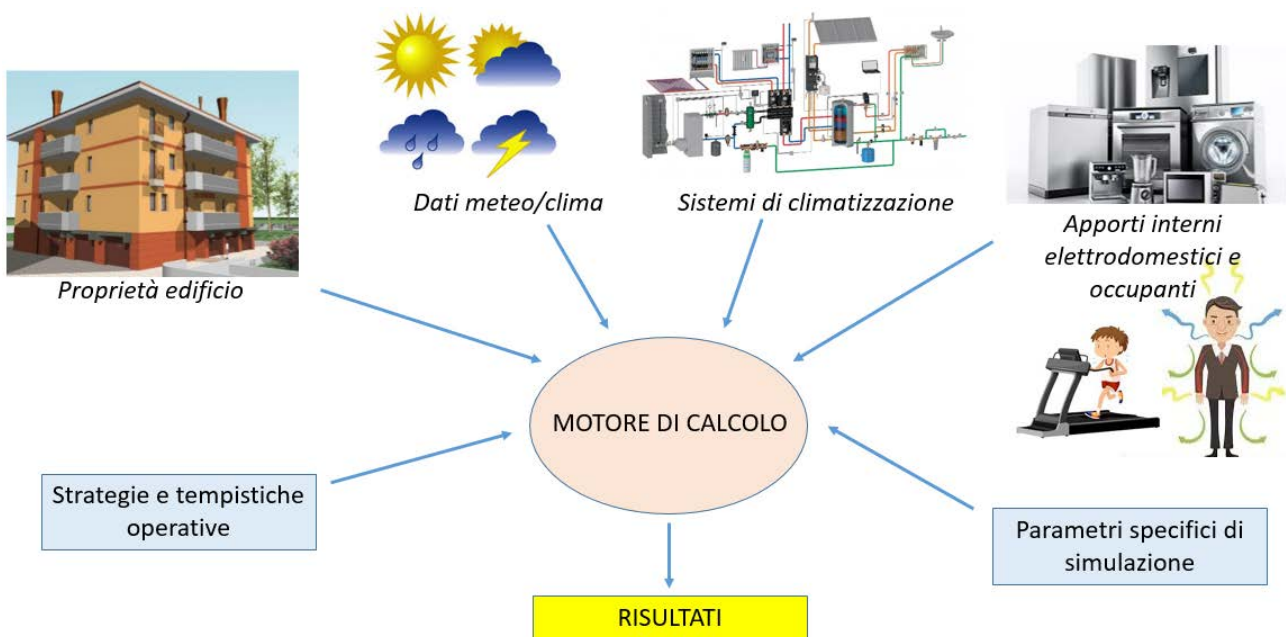 Dati meteo/clima
Sistemi di climatizzazione
Apporti interni
elettrodomestici e
occupanti
Proprietà edificio
MOTORE DI CALCOLO
Strategie e tempistiche
operative
Parametri specifici di
simulazione
RISULTATI